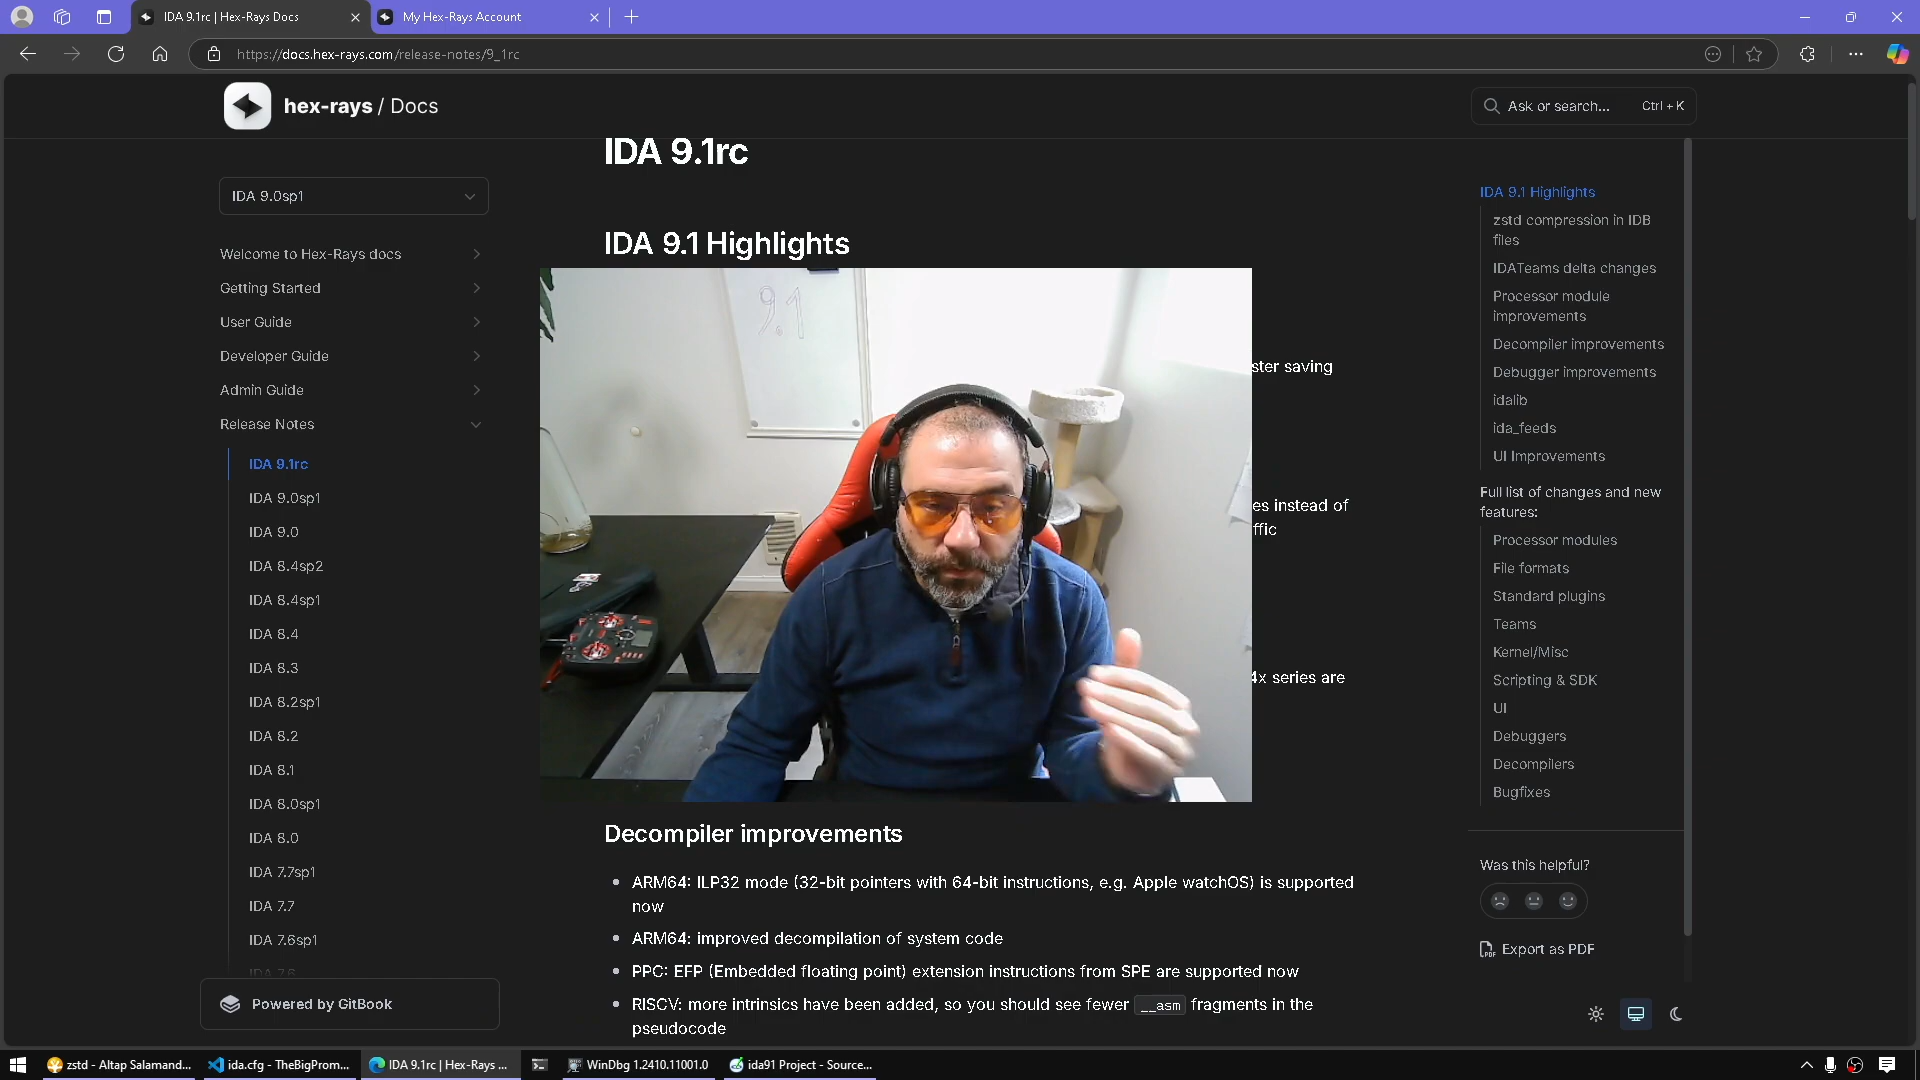 IDA 9.1rc | Hex-Rays Docs
My Hex-Rays Account
https://docs.hex-rays.com/release-notes/9_1rc
hex-rays / Docs
Ask or search...
Ctrl + K
IDA 9.0sp1
Welcome to Hex-Rays docs
Getting Started
User Guide
Developer Guide
Admin Guide
Release Notes
IDA 9.1rc
IDA 9.0sp1
IDA 9.0
IDA 8.4sp2
IDA 8.4sp1
IDA 8.4
IDA 8.3
IDA 8.2sp1
IDA 8.2
IDA 8.1
IDA 8.0sp1
IDA 8.0
IDA 7.7sp1
IDA 7.7
IDA 7.6sp1
IDA 7.6
Powered by GitBook
IDA 9.1rc
IDA 9.1 Highlights
9.1
ster saving
es instead of
ffic
4x series are
Decompiler improvements
• ARM64: ILP32 mode (32-bit pointers with 64-bit instructions, e.g. Apple watchOS) is supported
now
• ARM64: improved decompilation of system code
• PPC: EFP (Embedded floating point) extension instructions from SPE are supported now
• RISCV: more intrinsics have been added, so you should see fewer __asm fragments in the
pseudocode
IDA 9.1 Highlights
zstd compression in IDB
files
IDATeams delta changes
Processor module
improvements
Decompiler improvements
Debugger improvements
idalib
ida_feeds
UI Improvements
Full list of changes and new
features:
Processor modules
File formats
Standard plugins
Teams
Kernel/Misc
Scripting & SDK
UI
Debuggers
Decompilers
Bugfixes
Was this helpful?
Export as PDF
zstd - Altap Salamand...
ida.cfg - TheBigProm...
IDA 9.1rc | Hex-Rays ...
WinDbg 1.2410.11001.0
ida91 Project - Source...